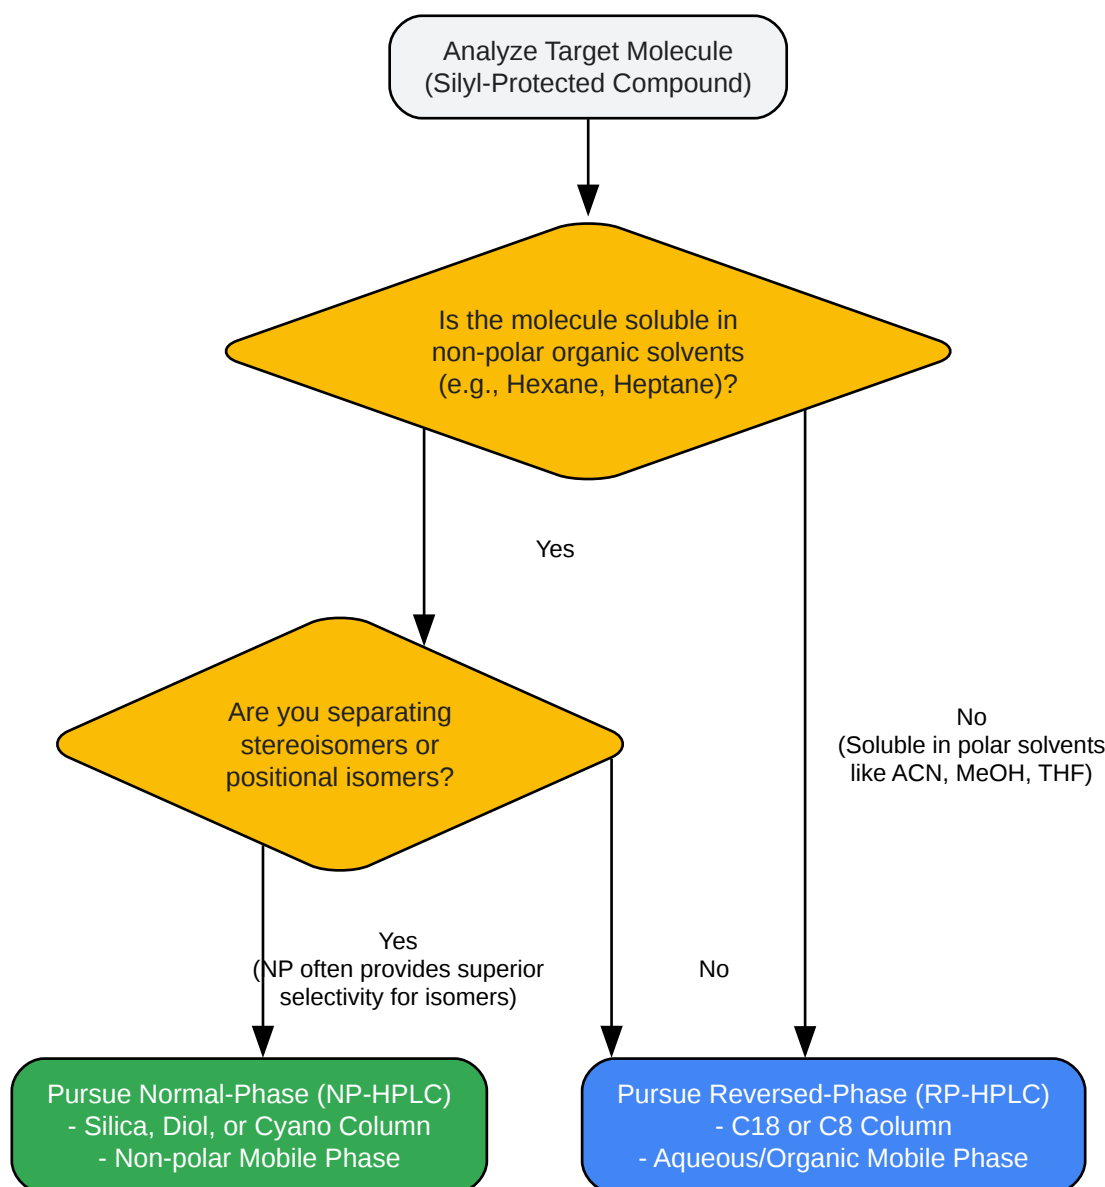 Analyze Target Molecule
(Silyl-Protected Compound)
Is the molecule soluble in
non-polar organic solvents
(e.g., Hexane, Heptane)?
Yes
Are you separating
stereoisomers or
positional isomers?
No
(Soluble in polar solvents
like ACN, MeOH, THF)
Yes
(NP often provides superior
selectivity for isomers)
No
Pursue Normal-Phase (NP-HPLC)
- Silica, Diol, or Cyano Column
- Non-polar Mobile Phase
Pursue Reversed-Phase (RP-HPLC)
- C18 or C8 Column
- Aqueous/Organic Mobile Phase